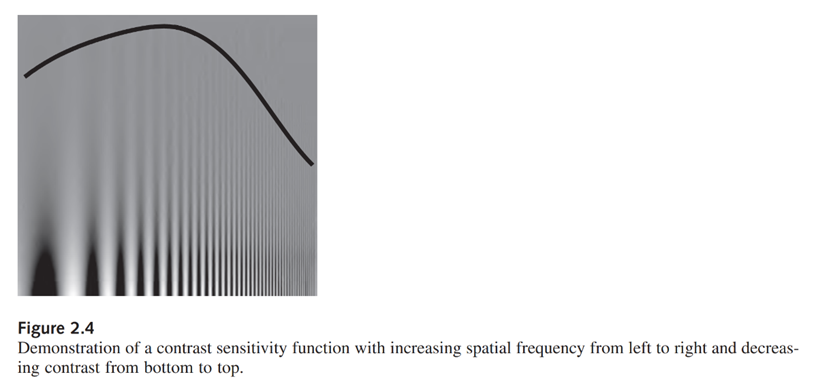 Figure 2.4
Demonstration of a contrast sensitivity function with increasing spatial frequency from left to right and decreas-
ing contrast from bottom to top.